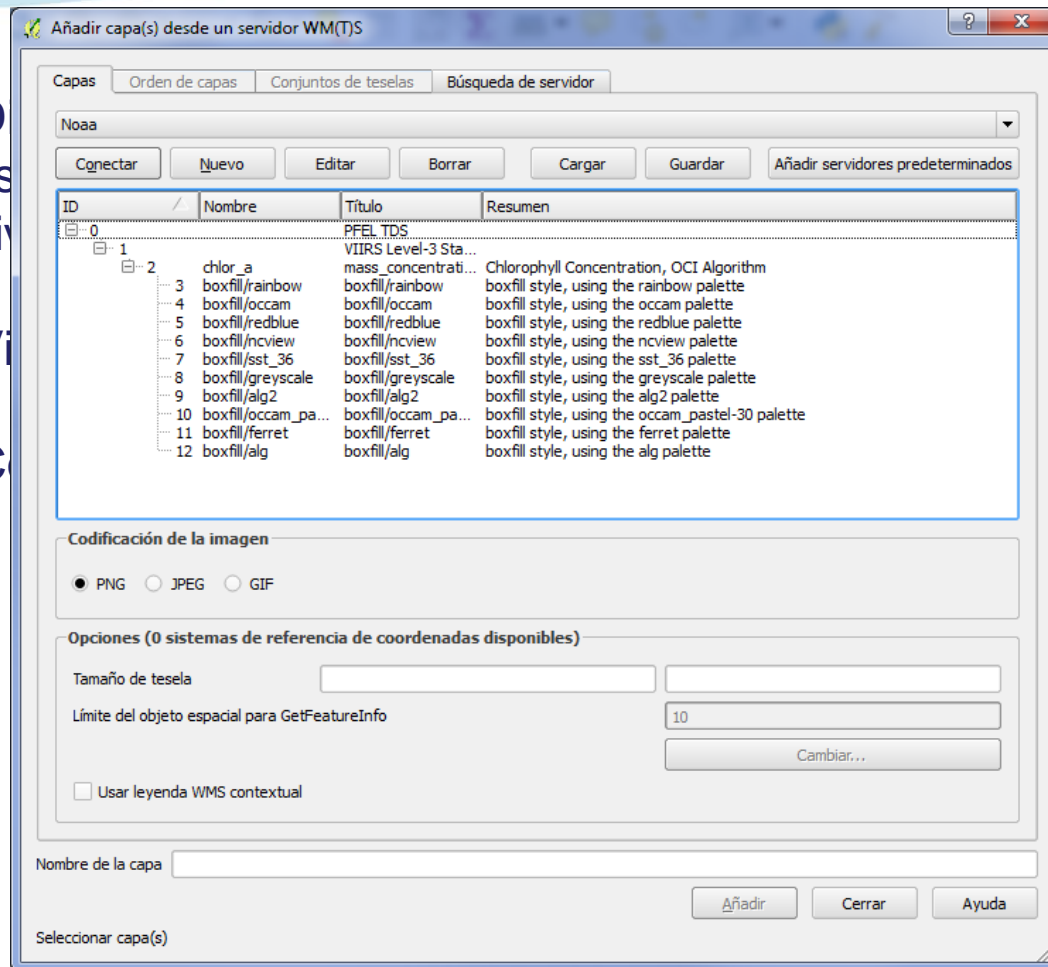 Añadir capa(s) desde un servidor WM(T)S
Capas Orden de capas Conjuntos de teselas Búsqueda de servidor
Noaa
Conectar Nuevo Editar Borrar Cargar Guardar Añadir servidores predeterminados
ID Nombre Título Resumen
0 PFEL TDS
1 VIIRS Level-3 Sta...
2 chlor_a mass_concentrati... Chlorophyll Concentration, OCI Algorithm
3 boxfill/rainbow boxfill/rainbow boxfill style, using the rainbow palette
4 boxfill/occam boxfill/occam boxfill style, using the occam palette
5 boxfill/redblue boxfill/redblue boxfill style, using the redblue palette
6 boxfill/ncview boxfill/ncview boxfill style, using the ncview palette
7 boxfill/sst_36 boxfill/sst_36 boxfill style, using the sst_36 palette
8 boxfill/greyscale boxfill/greyscale boxfill style, using the greyscale palette
9 boxfill/alg2 boxfill/alg2 boxfill style, using the alg2 palette
10 boxfill/occam_pa... boxfill/occam_pa... boxfill style, using the occam_pastel-30 palette
11 boxfill/ferret boxfill/ferret boxfill style, using the ferret palette
12 boxfill/alg boxfill/alg boxfill style, using the alg palette
Codificación de la imagen
PNG JPEG GIF
Opciones (0 sistemas de referencia de coordenadas disponibles)
Tamaño de tesela
Límite del objeto espacial para GetFeatureInfo 10
Cambiar...
Usar leyenda WMS contextual
Nombre de la capa
Añadir Cerrar Ayuda
Seleccionar capa(s)